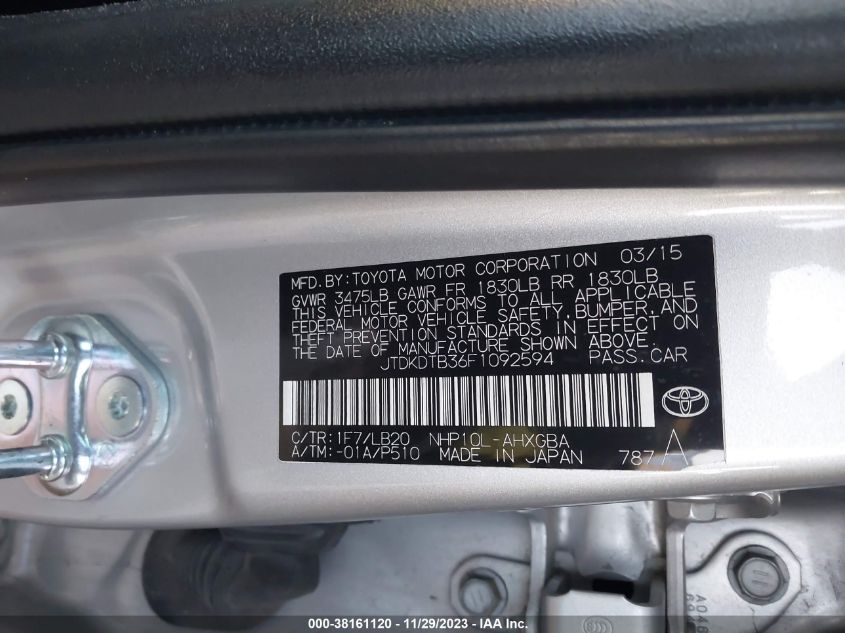 MFD. BY: TOYOTA MOTOR CORPORATION 03/15
GVWR 3475LB GAWR FR 1830LB RR 1830LB
THIS VEHICLE CONFORMS TO ALL APPLICABLE
FEDERAL MOTOR VEHICLE SAFETY, BUMPER, AND
THEFT PREVENTION STANDARDS IN EFFECT ON
THE DATE OF MANUFACTURE SHOWN ABOVE.
JTDKDTB36F1092594 PASS. CAR
C/TR: 1F7/LB20 NHP10L-AHXGBA
A/TM: -01A/P510 MADE IN JAPAN 787 A
000-38161120 - 11/29/2023 - IAA Inc.